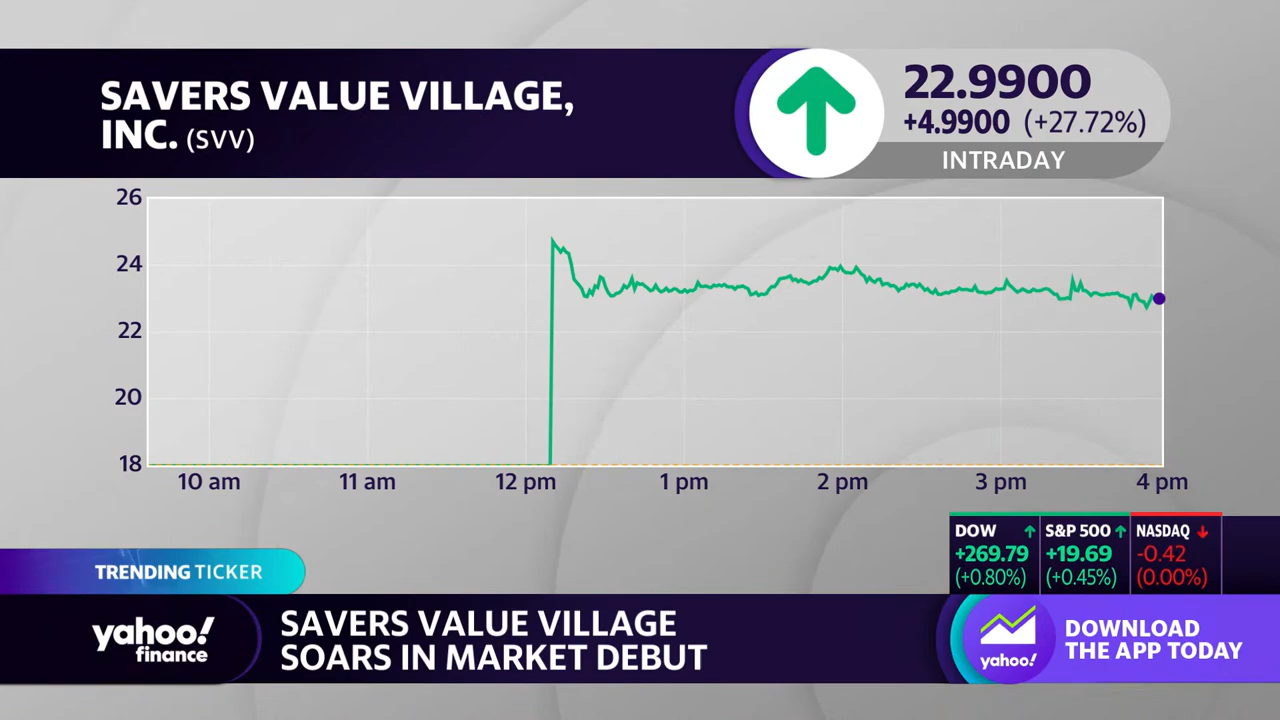 SAVERS VALUE VILLAGE,
INC. (SVV)
22.9900
+4.9900 (+27.72%)
INTRADAY
26
24
22
20
18
10 am 11 am 12 pm 1 pm 2 pm 3 pm 4 pm
DOW
+269.79
(+0.80%)
S&P 500
+19.69
(+0.45%)
NASDAQ
-0.42
(0.00%)
TRENDING TICKER
yahoo!
finance
SAVERS VALUE VILLAGE
SOARS IN MARKET DEBUT
yahoo!
DOWNLOAD
THE APP TODAY